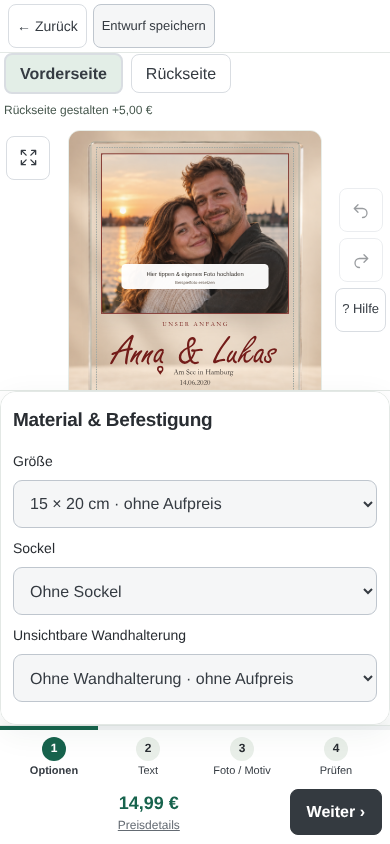 ← Zurück
Entwurf speichern
Vorderseite
Rückseite
Rückseite gestalten +5,00 €
Hier tippen & eigenes Foto hochladen
Beispielfoto ersetzen
UNSER ANFANG
Anna & Lukas
Am See in Hamburg
14.06.2020
? Hilfe
Material & Befestigung
Größe
15 × 20 cm · ohne Aufpreis
Sockel
Ohne Sockel
Unsichtbare Wandhalterung
Ohne Wandhalterung · ohne Aufpreis
1
2
3
4
Optionen
Text
Foto / Motiv
Prüfen
14,99 €
Preisdetails
Weiter ›